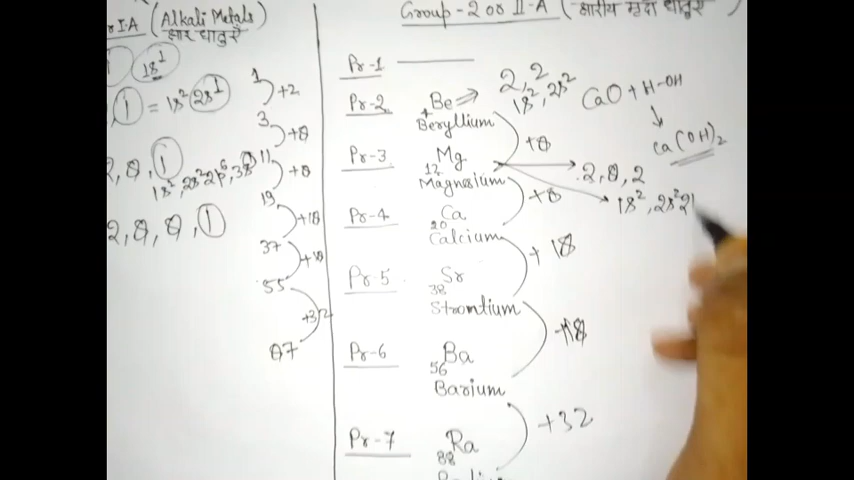 r I-A (Alkali Metals)
क्षार धातुएँ
1s¹
1 = 1s² 2s¹
2, 8, 1
1s², 2s² 2p⁶, 3s¹
2, 8, 8, 1
1
+2
3
+8
11
+8
19
+18
37
+18
55
+32
87
Group-2 or II-A (क्षारीय मृदा धातुएँ)
Pr-1
Pr-2 Be ⇒ 2, 2
4
1s², 2s²
Beryllium
+8
CaO + H-OH
↓
Ca(OH)₂
Pr-3 Mg → 2, 8, 2
12
Magnesium
1s², 2s² 2
+8
Pr-4 Ca
20
Calcium
+18
Pr-5 Sr
38
Strontium
+18
Pr-6 Ba
56
Barium
+32
Pr-7 Ra
88